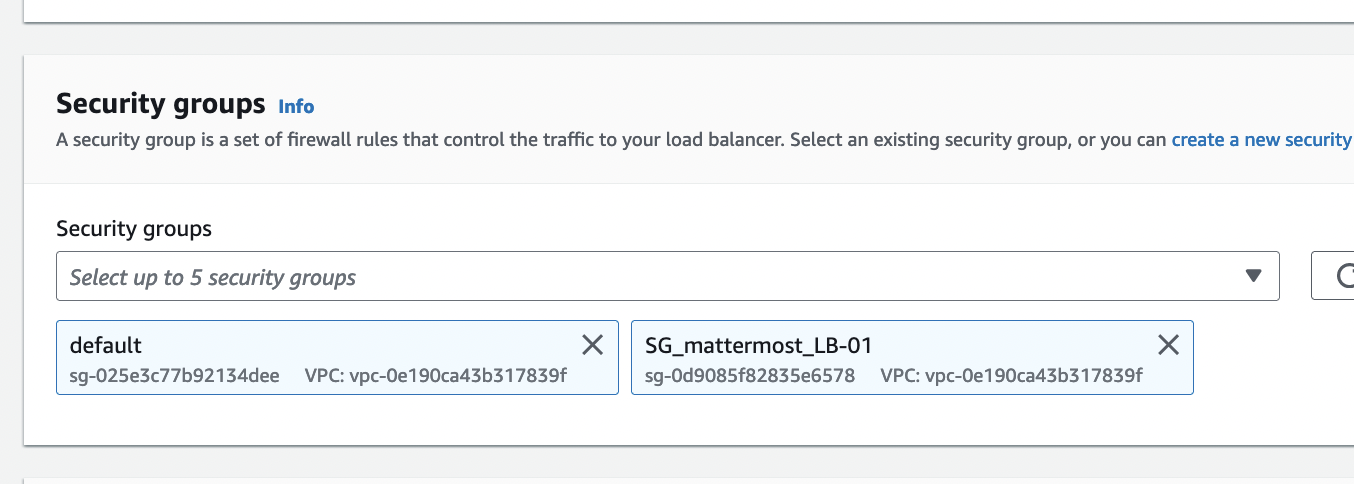 Security groups Info
A security group is a set of firewall rules that control the traffic to your load balancer. Select an existing security group, or you can create a new security
Security groups
Select up to 5 security groups
default
sg-025e3c77b92134dee VPC: vpc-0e190ca43b317839f
SG_mattermost_LB-01
sg-0d9085f82835e6578 VPC: vpc-0e190ca43b317839f